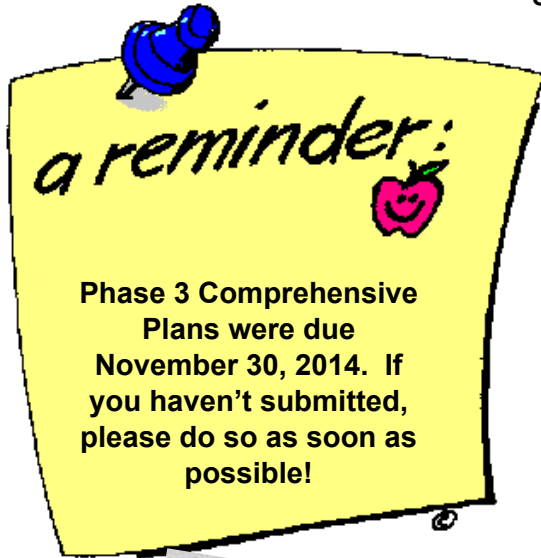 a reminder:
Phase 3 Comprehensive
Plans were due
November 30, 2014.  If
you haven’t submitted,
please do so as soon as
possible!
©